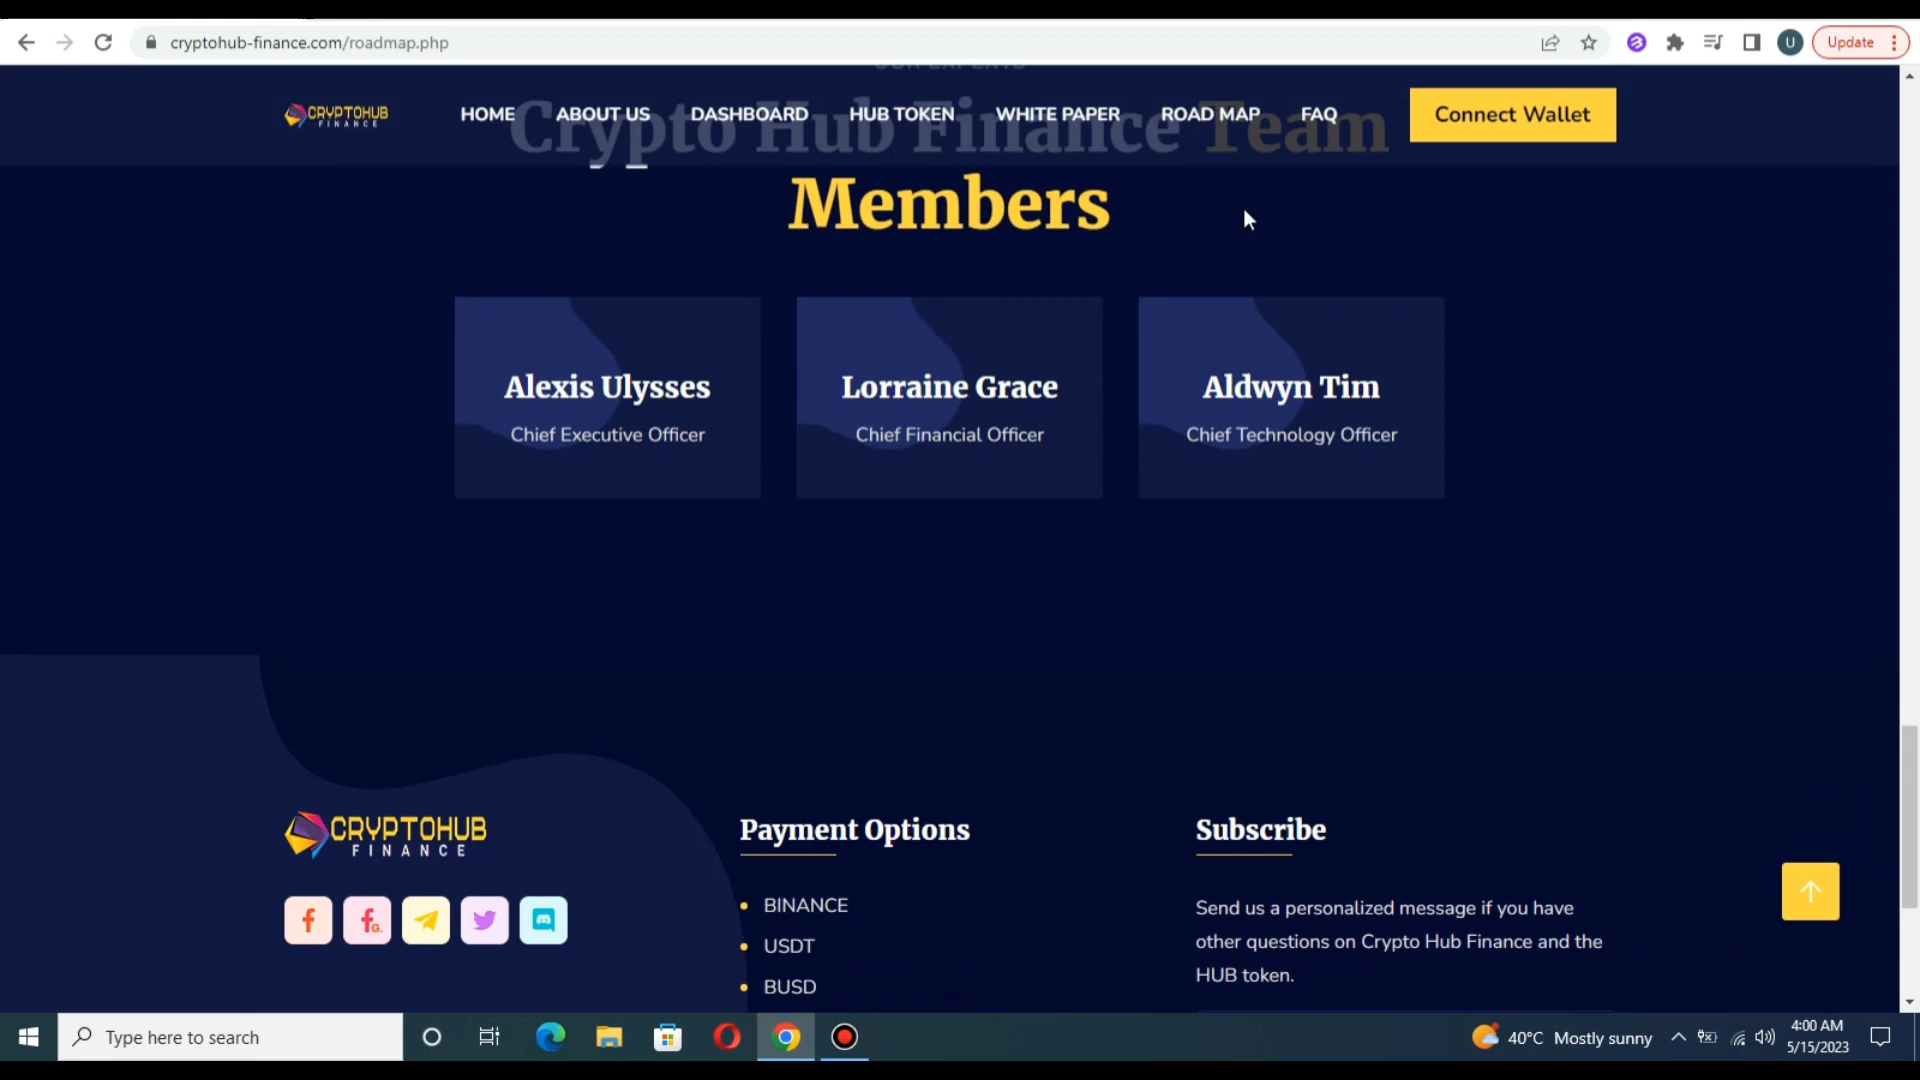 cryptohub-finance.com/roadmap.php
U
Update
OUR EXPERTS
CRYPTOHUB
FINANCE
HOME
ABOUT US
DASHBOARD
HUB TOKEN
WHITE PAPER
ROAD MAP
FAQ
Connect Wallet
Crypto Hub Finance Team
Members
Alexis Ulysses
Chief Executive Officer
Lorraine Grace
Chief Financial Officer
Aldwyn Tim
Chief Technology Officer
CRYPTOHUB
FINANCE
Payment Options
BINANCE
USDT
BUSD
Subscribe
Send us a personalized message if you have
other questions on Crypto Hub Finance and the
HUB token.
Type here to search
40°C Mostly sunny
4:00 AM
5/15/2023